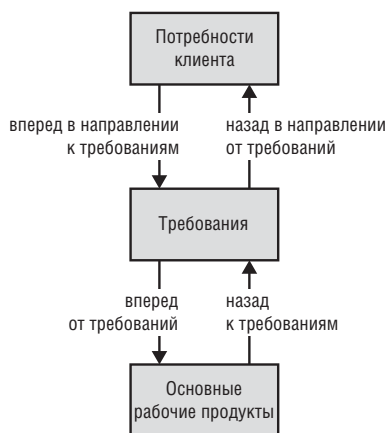 Потребности
клиента
вперед в направлении
к требованиям
назад в направлении
от требований
Требования
вперед
от требований
назад
к требованиям
Основные
рабочие продукты